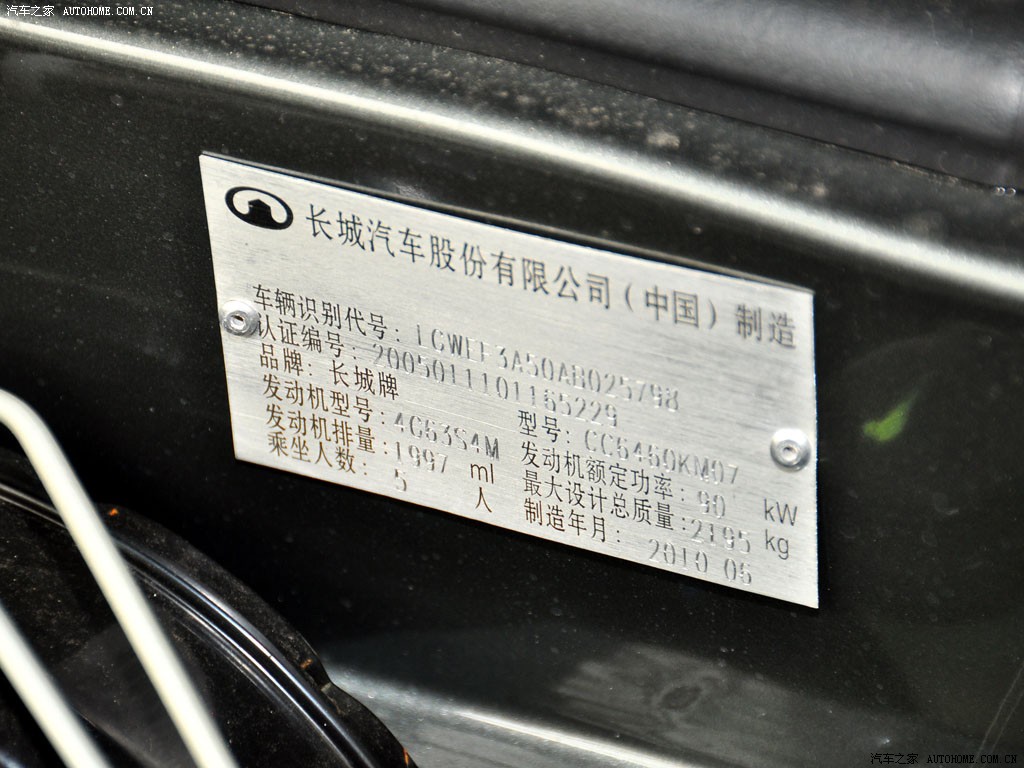 汽车之家 AUTOHOME.COM.CN
长城汽车股份有限公司（中国）制造
车辆识别代号：LGWEF3A50AB025798
认证编号：2005011101165229
品牌：长城牌 型号：CC6460KM07
发动机型号：4G63S4M 发动机额定功率：90 kW
发动机排量：1997 ml 最大设计总质量：2195 kg
乘坐人数：5 人 制造年月：2010 06
汽车之家 AUTOHOME.COM.CN